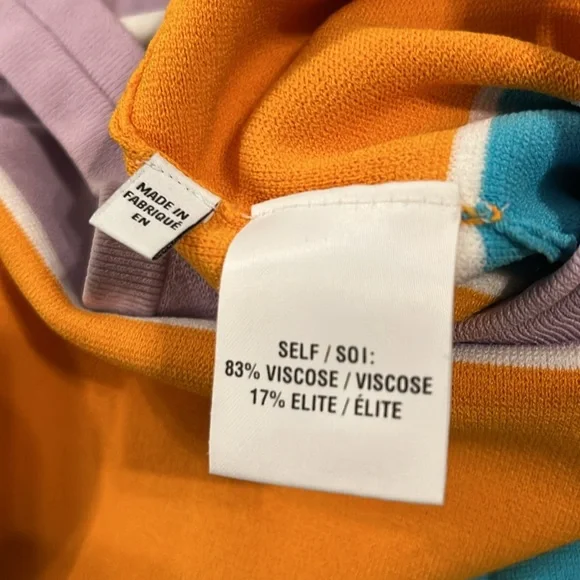 MADE IN
FABRIQUÉ
EN
SELF / SOI:
83% VISCOSE / VISCOSE
17% ELITE / ÉLITE